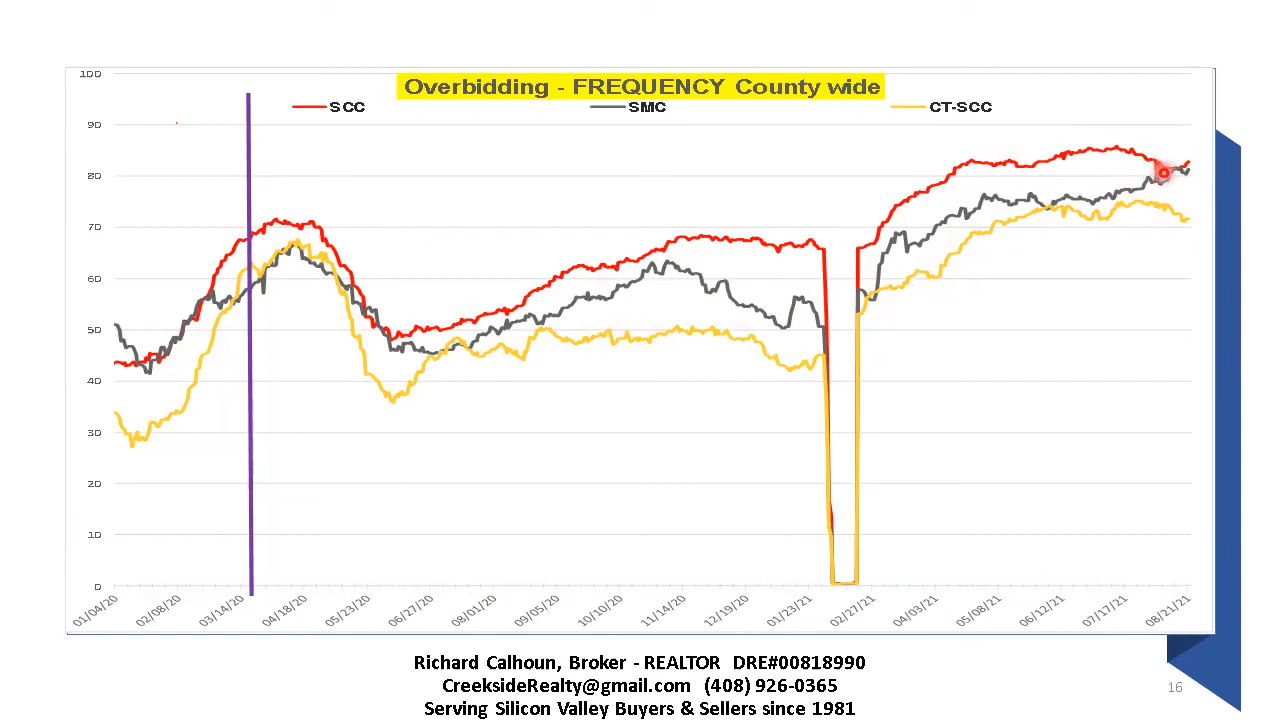 Overbidding - FREQUENCY County wide
SCC SMC CT-SCC
100
90
80
70
60
50
40
30
20
10
0
01/04/20 02/08/20 03/14/20 04/18/20 05/23/20 06/27/20 08/01/20 09/05/20 10/10/20 11/14/20 12/19/20 01/23/21 02/27/21 04/03/21 05/08/21 06/12/21 07/17/21 08/21/21
Richard Calhoun, Broker - REALTOR DRE#00818990
CreeksideRealty@gmail.com (408) 926-0365
16
Serving Silicon Valley Buyers & Sellers since 1981